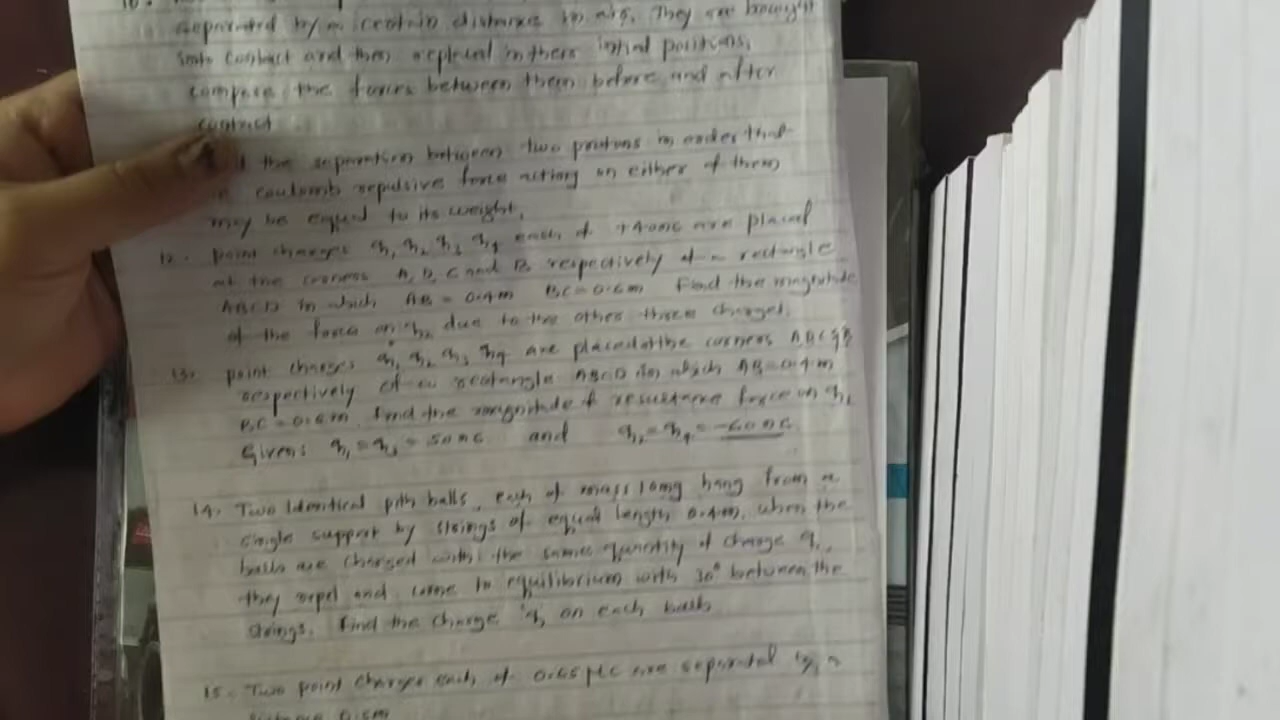 separated by a certain distance in air. They are brought
into contact and then replaced in there initial positions.
compare the forces between them before and after
contact
the separation between two protons in order that
coulomb repulsive force acting on either of them
may be equal to its weight.
12. point charges q1 q2 q3 q4 each of are placed
at the corners A, B, C and D respectively of a rectangle
ABCD in which AB = 0.4m BC = 0.6m Find the magnitude
of the force on q2 due to the other three charges.
13. point charges q1 q2 q3 q4 are placed at the corners
respectively of a rectangle ABCD in which AB = 0.4m
BC = 0.6m. Find the magnitude of resultant force on q1
Given: q1 = q3 = 50nC and q2 = q4 = -60nC
14. Two identical pith balls, each of mass 10mg hang from a
single support by strings of equal length 0.4m. when the
balls are charged with the same quantity of charge q,
they repel and come to equilibrium with 30° between the
strings. Find the charge 'q' on each ball
15. Two point charges each of 0.65μC are separated by a
distance 0.5m